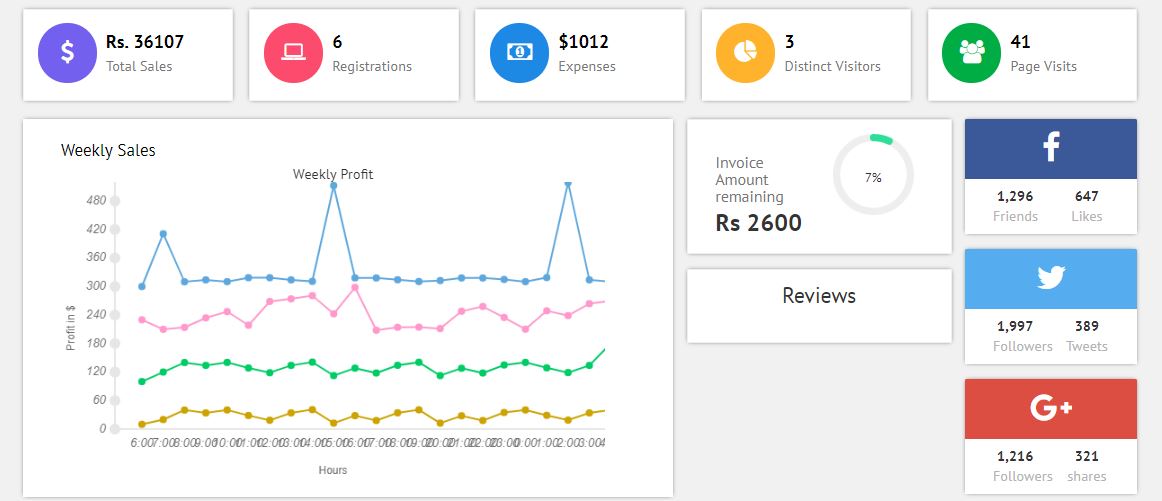 Rs. 36107
Total Sales
6
Registrations
$1012
Expenses
3
Distinct Visitors
41
Page Visits
Weekly Sales
Weekly Profit
480
420
360
300
240
180
120
60
0
Profit in $
6:00 7:00 8:00 9:00 10:00 11:00 12:00 13:00 14:00 15:00 16:00 17:00 18:00 19:00 20:00 21:00 22:00 23:00 0:00 1:00 2:00 3:00 4
Hours
Invoice
Amount
remaining
Rs 2600
7%
Reviews
f
1,296 647
Friends Likes
1,997 389
Followers Tweets
G+
1,216 321
Followers shares